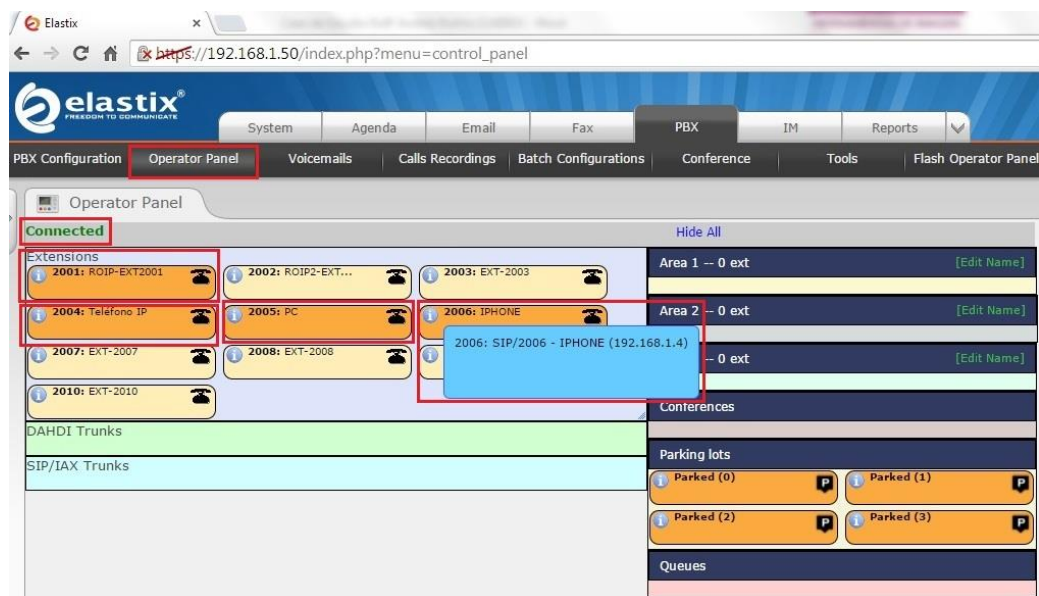 Elastix
https://192.168.1.50/index.php?menu=control_panel
elastix®
FREEDOM TO COMMUNICATE
System Agenda Email Fax PBX IM Reports
PBX Configuration Operator Panel Voicemails Calls Recordings Batch Configurations Conference Tools Flash Operator Panel
Operator Panel
Connected Hide All
Extensions
2001: ROIP-EXT2001 2002: ROIP2-EXT... 2003: EXT-2003
2004: Teléfono IP 2005: PC 2006: IPHONE
2006: SIP/2006 - IPHONE (192.168.1.4)
2007: EXT-2007 2008: EXT-2008
2010: EXT-2010
DAHDI Trunks
SIP/IAX Trunks
Area 1 -- 0 ext [Edit Name]
Area 2 -- 0 ext [Edit Name]
-- 0 ext [Edit Name]
Conferences
Parking lots
Parked (0) P Parked (1) P
Parked (2) P Parked (3) P
Queues